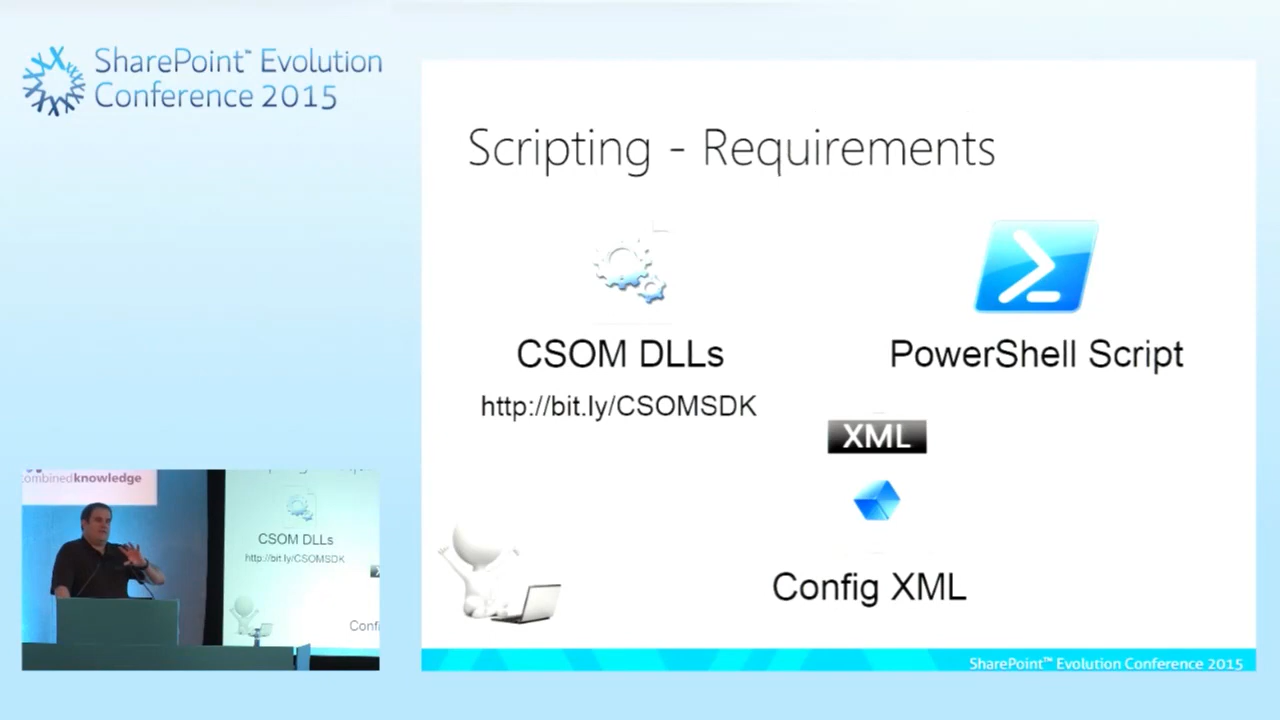 SharePoint™ Evolution
Conference 2015
Scripting - Requirements
CSOM DLLs
http://bit.ly/CSOMSDK
PowerShell Script
XML
Config XML
combinedknowledge
CSOM DLLs
http://bit.ly/CSOMSDK
Confi
SharePoint™ Evolution Conference 2015